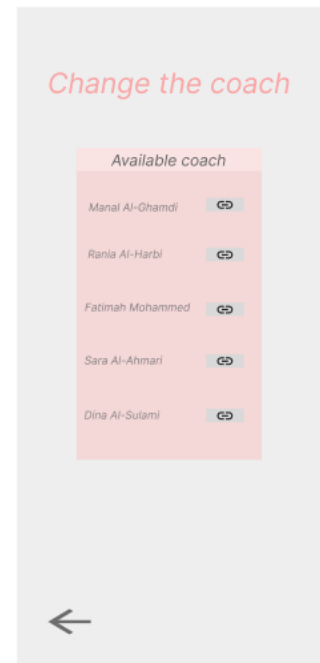 Change the coach
Available coach
Manal Al-Ghamdi
Rania Al-Harbi
Fatimah Mohammed
Sara Al-Ahmari
Dina Al-Sulami